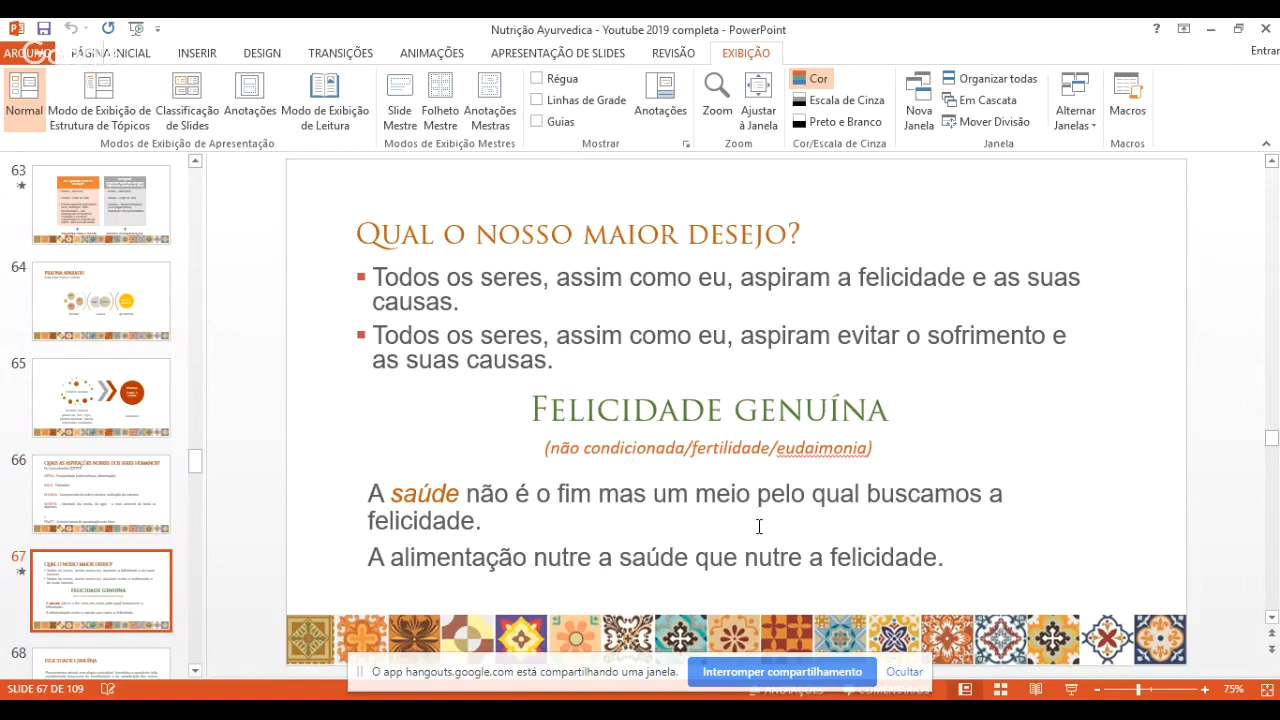 Nutrição Ayurvedica - Youtube 2019 completa - PowerPoint
?
Entrar
ARQUIVO PÁGINA INICIAL INSERIR DESIGN TRANSIÇÕES ANIMAÇÕES APRESENTAÇÃO DE SLIDES REVISÃO EXIBIÇÃO
Normal
Modo de Exibição de Estrutura de Tópicos
Classificação de Slides
Anotações
Modo de Exibição de Leitura
Modos de Exibição de Apresentação
Slide Mestre
Folheto Mestre
Anotações Mestras
Modos de Exibição Mestres
Régua
Linhas de Grade
Guias
Anotações
Mostrar
Zoom
Ajustar à Janela
Zoom
Cor
Escala de Cinza
Preto e Branco
Cor/Escala de Cinza
Nova Janela
Organizar todas
Em Cascata
Mover Divisão
Alternar Janelas
Janela
Macros
Macros
63
64
65
66
67
68
QUAL O NOSSO MAIOR DESEJO?
Todos os seres, assim como eu, aspiram a felicidade e as suas
causas.
Todos os seres, assim como eu, aspiram evitar o sofrimento e
as suas causas.
FELICIDADE GENUÍNA
(não condicionada/fertilidade/eudaimonia)
A saúde não é o fim mas um meio pelo qual buscamos a
felicidade.
A alimentação nutre a saúde que nutre a felicidade.
O app hangouts.google.com está compartilhando uma janela.
Interromper compartilhamento
Ocultar
SLIDE 67 DE 109
ANOTAÇÕES
COMENTÁRIOS
75%